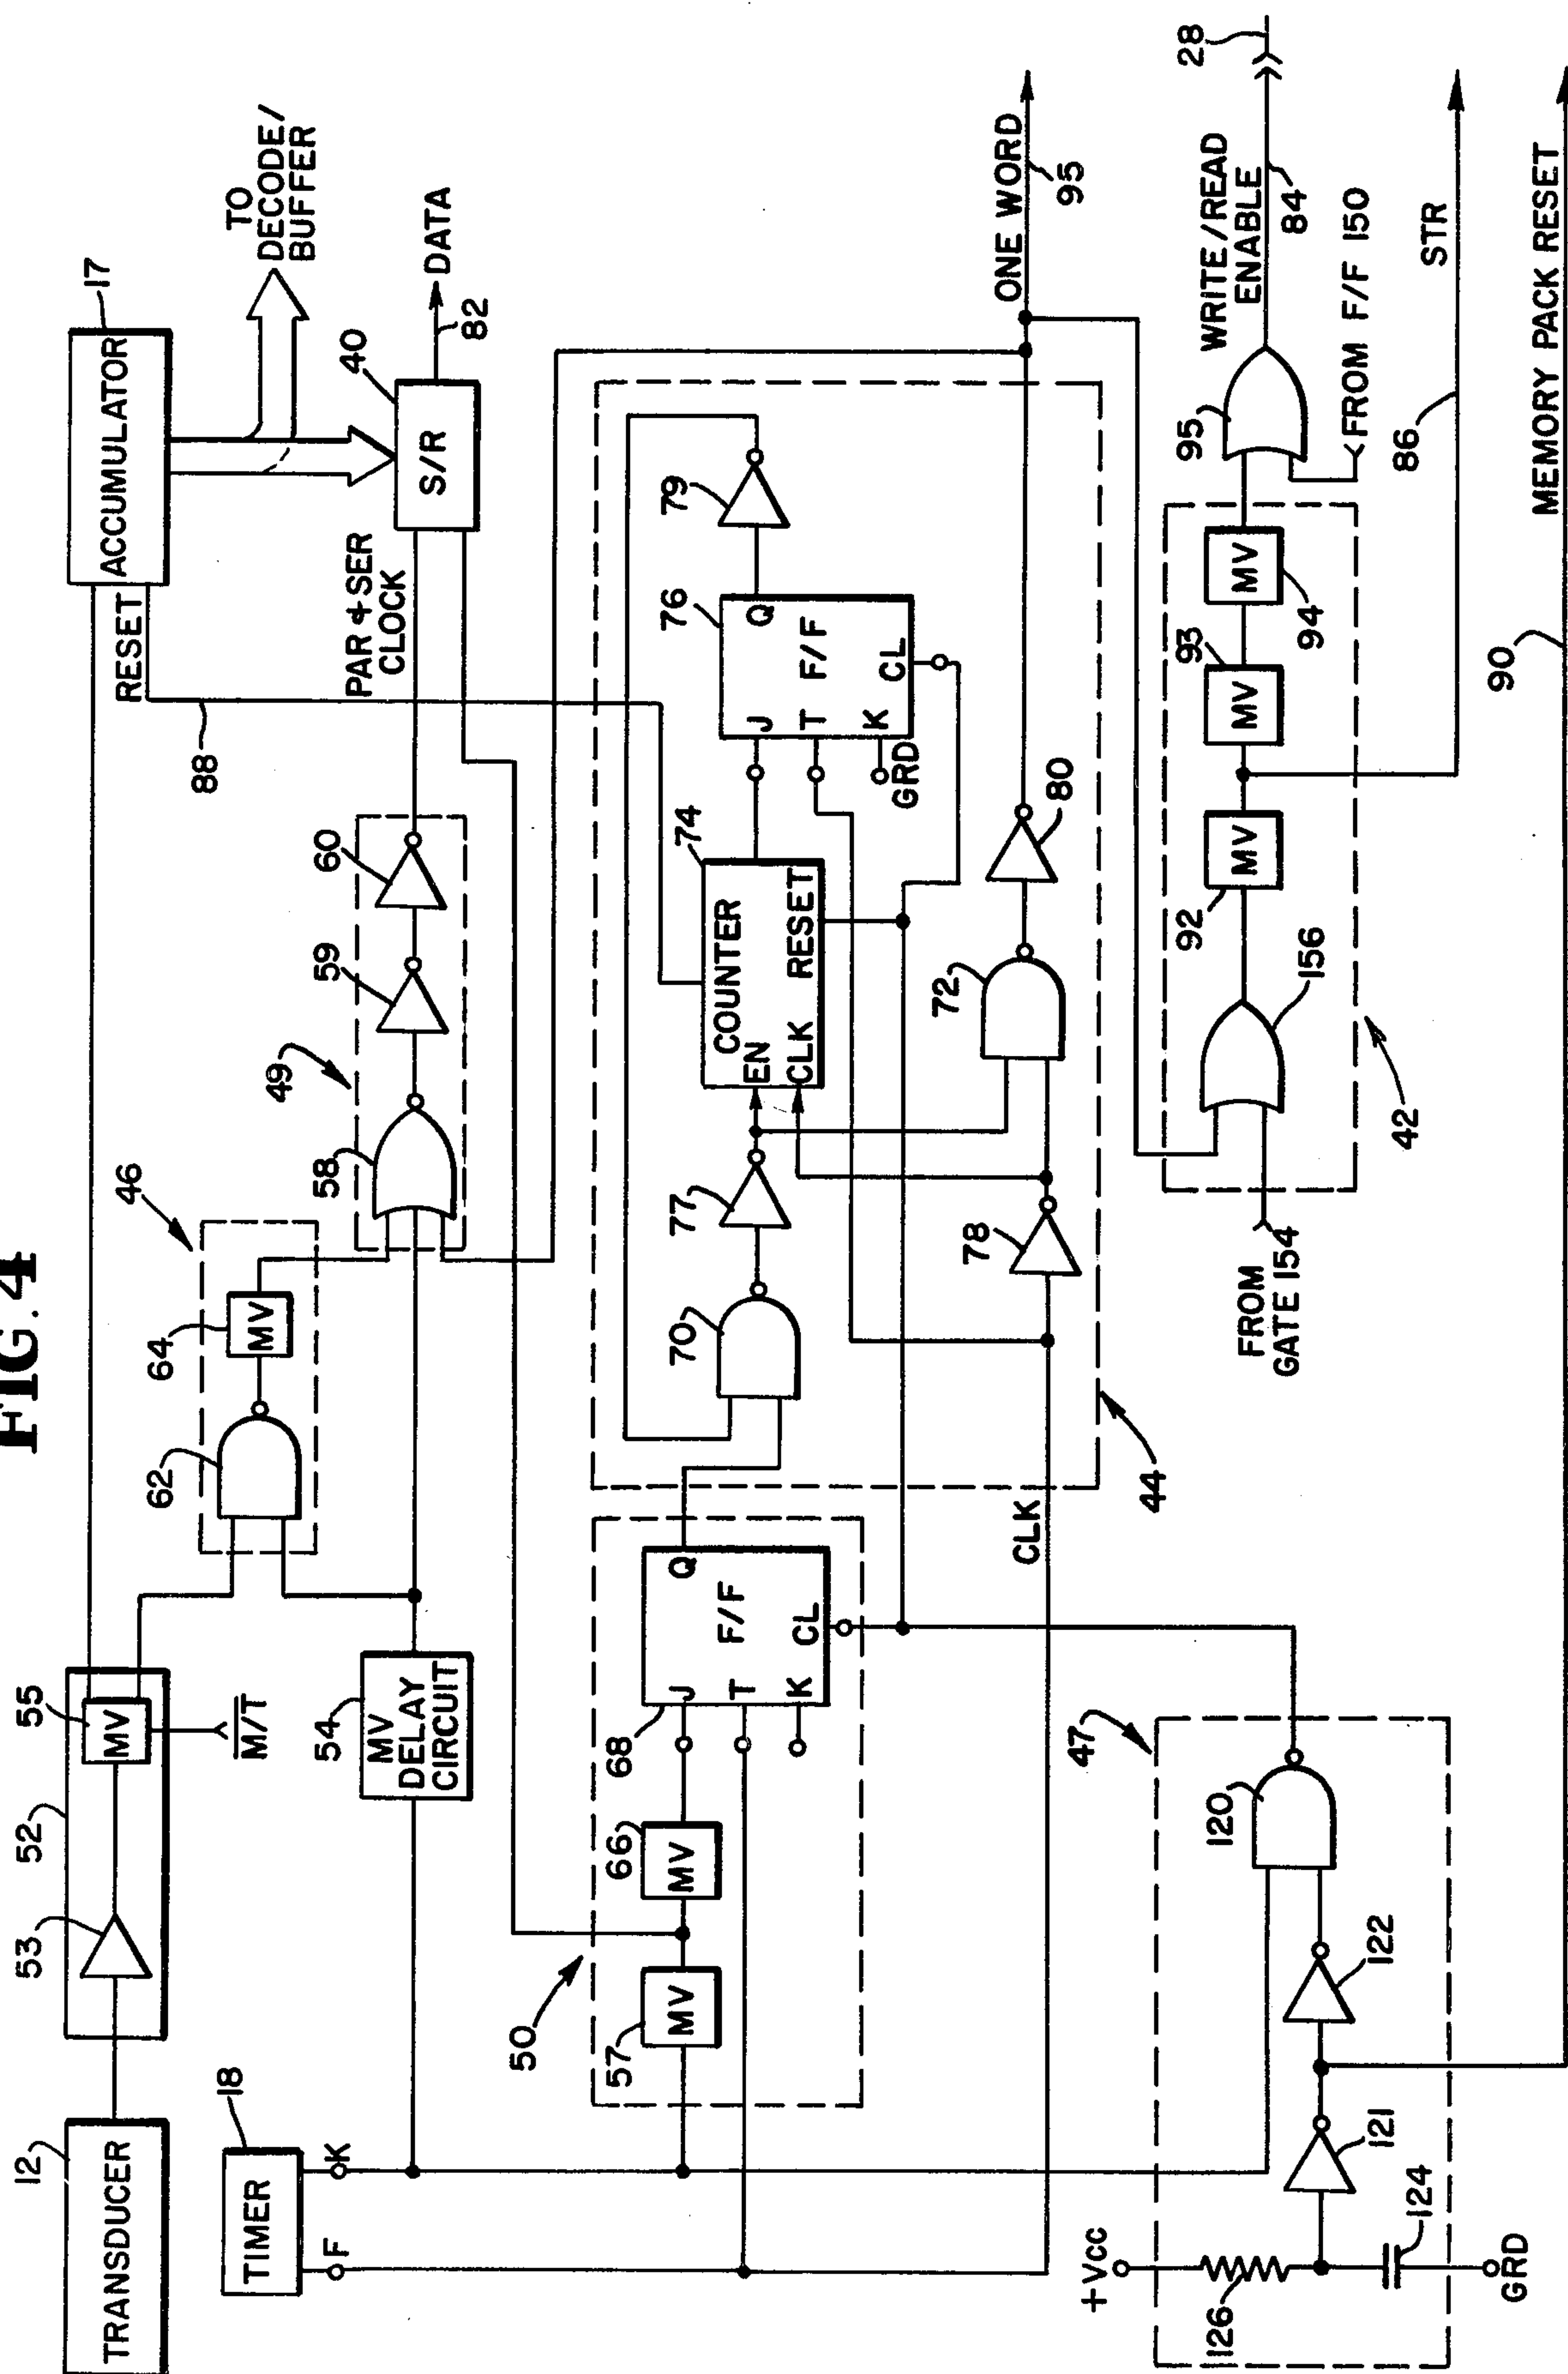 FIG. 4
12
TRANSDUCER
52
53
55
MV
M/T
RESET
88
17
ACCUMULATOR
TO
DECODE/
BUFFER
18
TIMER
F
K
54
MV
DELAY
CIRCUIT
46
62
64
MV
49
58
59
60
PAR & SER
CLOCK
40
S/R
DATA
82
50
57
MV
66
MV
68
J
T
K
F/F
Q
CL
CLK
44
70
77
78
72
80
74
COUNTER
EN
CLK
RESET
76
J
T
K
GRD
F/F
Q
CL
79
ONE WORD
95
47
+VCC
126
124
GRD
121
122
120
FROM
GATE 154
42
156
92
MV
93
MV
94
MV
95
WRITE/READ
ENABLE
84
28
FROM F/F 150
86
STR
90
MEMORY PACK RESET